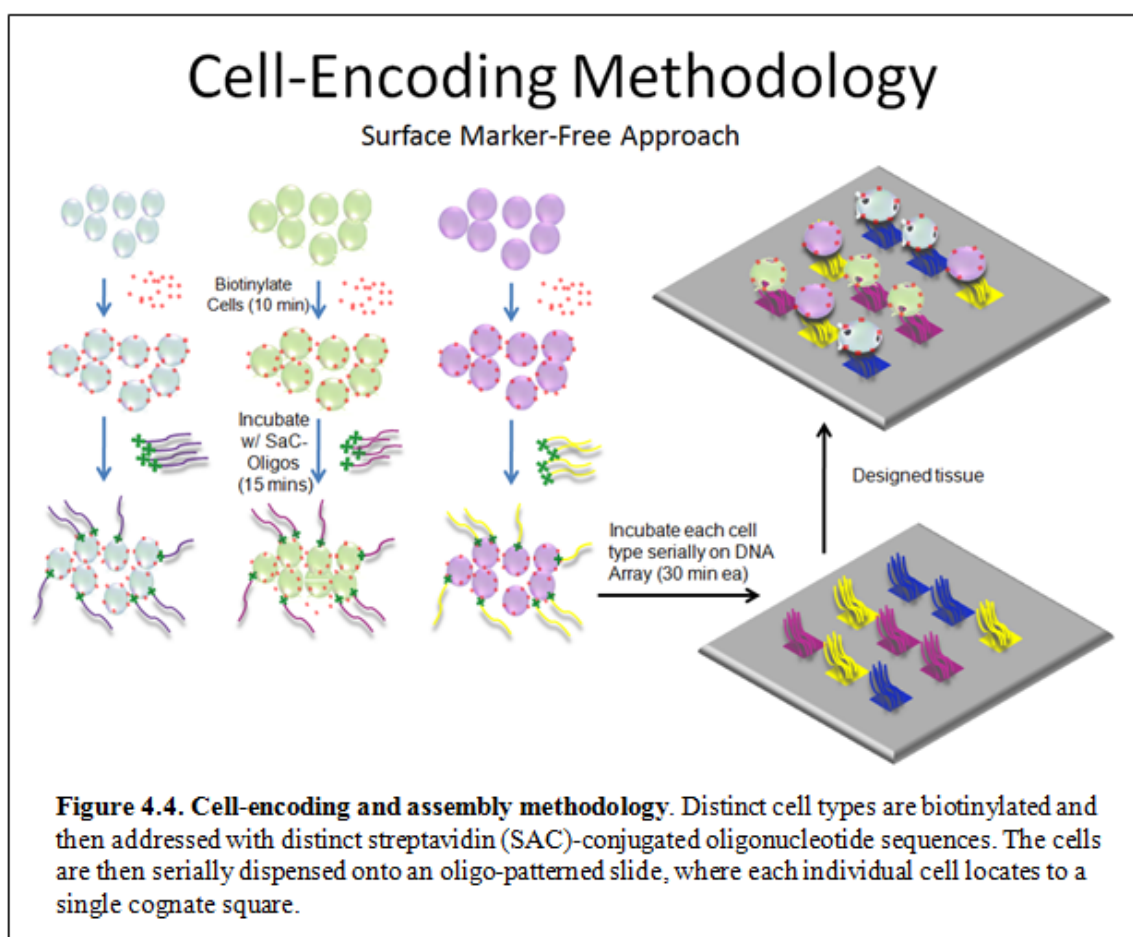 Cell-Encoding Methodology
Surface Marker-Free Approach
Biotinylate
Cells (10 min)
Incubate
w/ SaC-
Oligos
(15 mins)
Incubate each cell
type serially on DNA
Array (30 min ea)
Designed tissue
Figure 4.4. Cell-encoding and assembly methodology. Distinct cell types are biotinylated and
then addressed with distinct streptavidin (SAC)-conjugated oligonucleotide sequences. The cells
are then serially dispensed onto an oligo-patterned slide, where each individual cell locates to a
single cognate square.